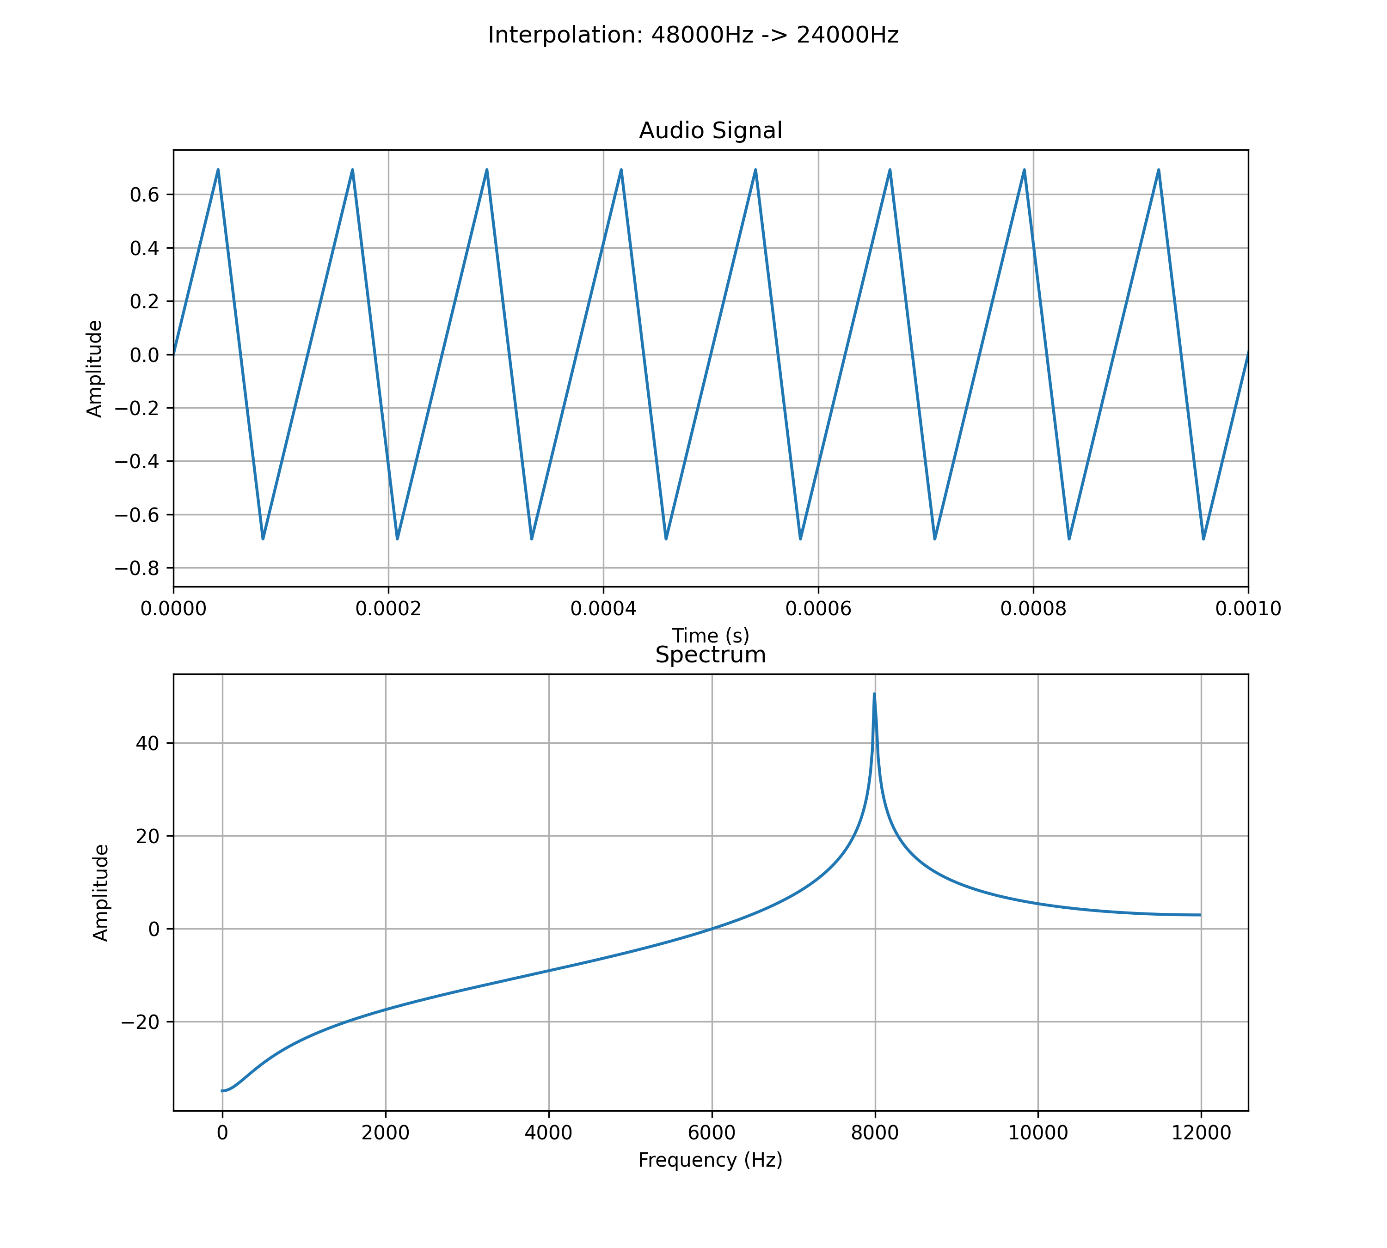 Interpolation: 48000Hz -> 24000Hz
Audio Signal
Amplitude
0.6
0.4
0.2
0.0
−0.2
−0.4
−0.6
−0.8
0.0000 0.0002 0.0004 0.0006 0.0008 0.0010
Time (s)
Spectrum
Amplitude
40
20
0
−20
0 2000 4000 6000 8000 10000 12000
Frequency (Hz)